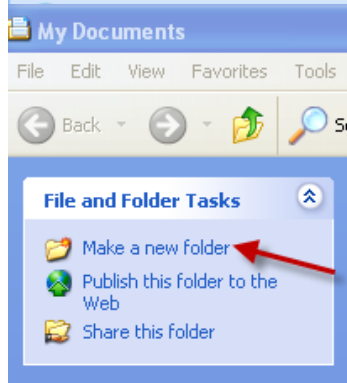 My Documents
File Edit View Favorites Tools
Back
File and Folder Tasks
Make a new folder
Publish this folder to the
Web
Share this folder